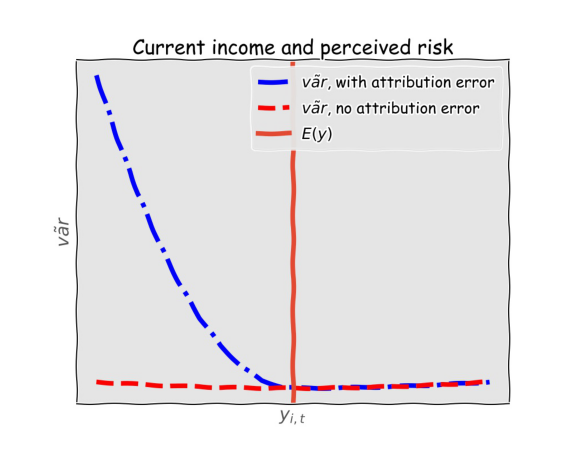 Current income and perceived risk
vãr, with attribution error
vãr, no attribution error
E(y)
vãr
y_{i,t}